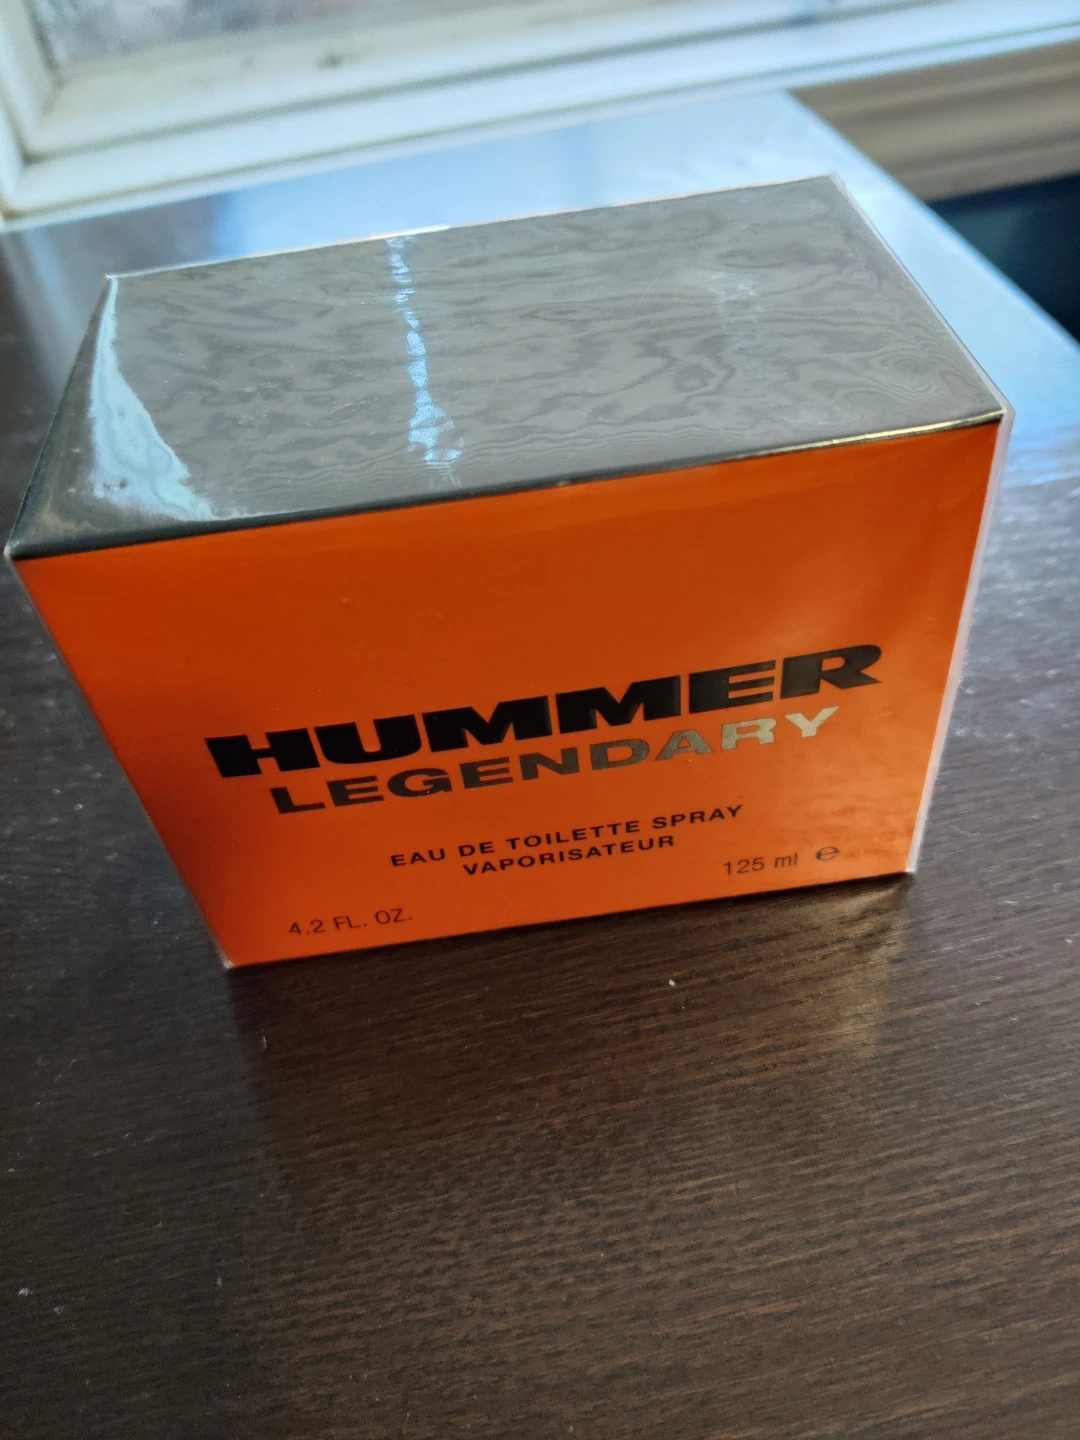 HUMMER
LEGENDARY
EAU DE TOILETTE SPRAY
VAPORISATEUR
125 ml ℮
4.2 FL. OZ.